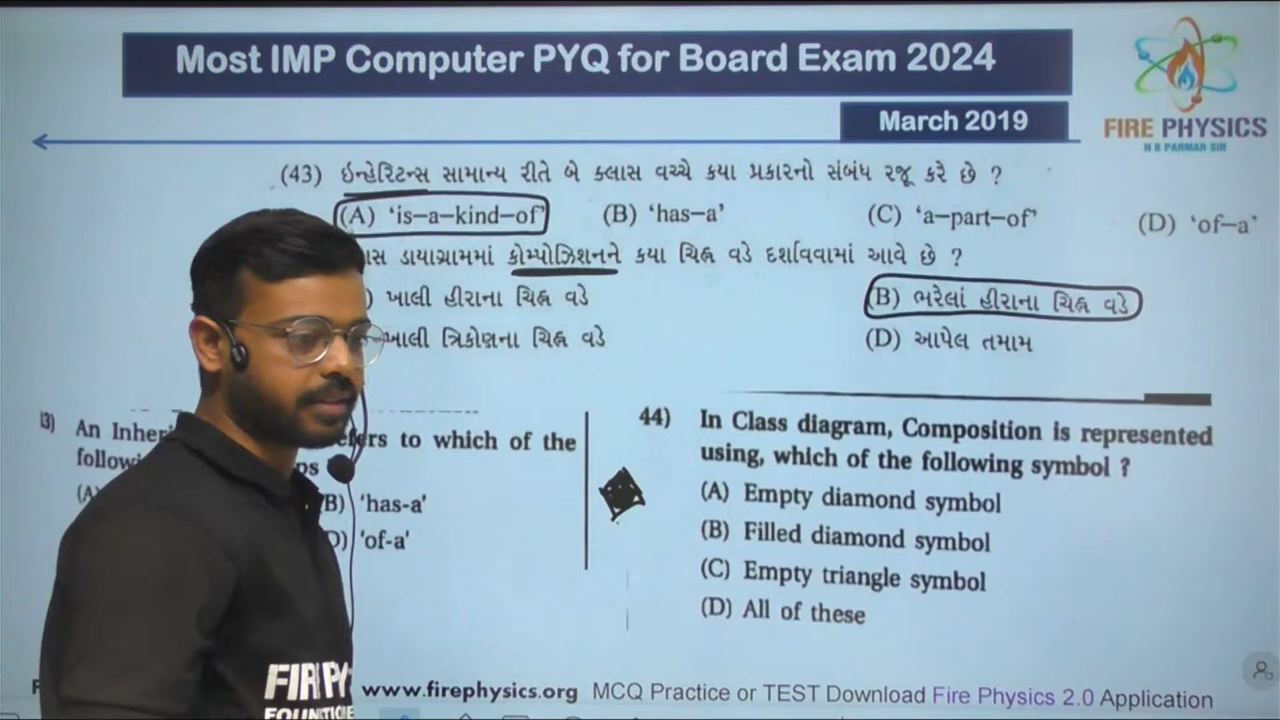 Most IMP Computer PYQ for Board Exam 2024
March 2019
FIRE PHYSICS
N B PARMAR SIR
(43) ઇન્હેરિટન્સ સામાન્ય રીતે બે ક્લાસ વચ્ચે કયા પ્રકારનો સંબંધ રજૂ કરે છે ?
(A) ‘is–a–kind–of’ (B) ‘has–a’ (C) ‘a–part–of’ (D) ‘of–a’
ડાયાગ્રામમાં કોમ્પોઝિશનને કયા ચિહ્ન વડે દર્શાવવામાં આવે છે ?
ખાલી હીરાના ચિહ્ન વડે (B) ભરેલાં હીરાના ચિહ્ન વડે
ખાલી ત્રિકોણના ચિહ્ન વડે (D) આપેલ તમામ
An to which of the
(B) 'has-a'
'of-a'
44) In Class diagram, Composition is represented
using, which of the following symbol ?
(A) Empty diamond symbol
(B) Filled diamond symbol
(C) Empty triangle symbol
(D) All of these
www.firephysics.org MCQ Practice or TEST Download Fire Physics 2.0 Application